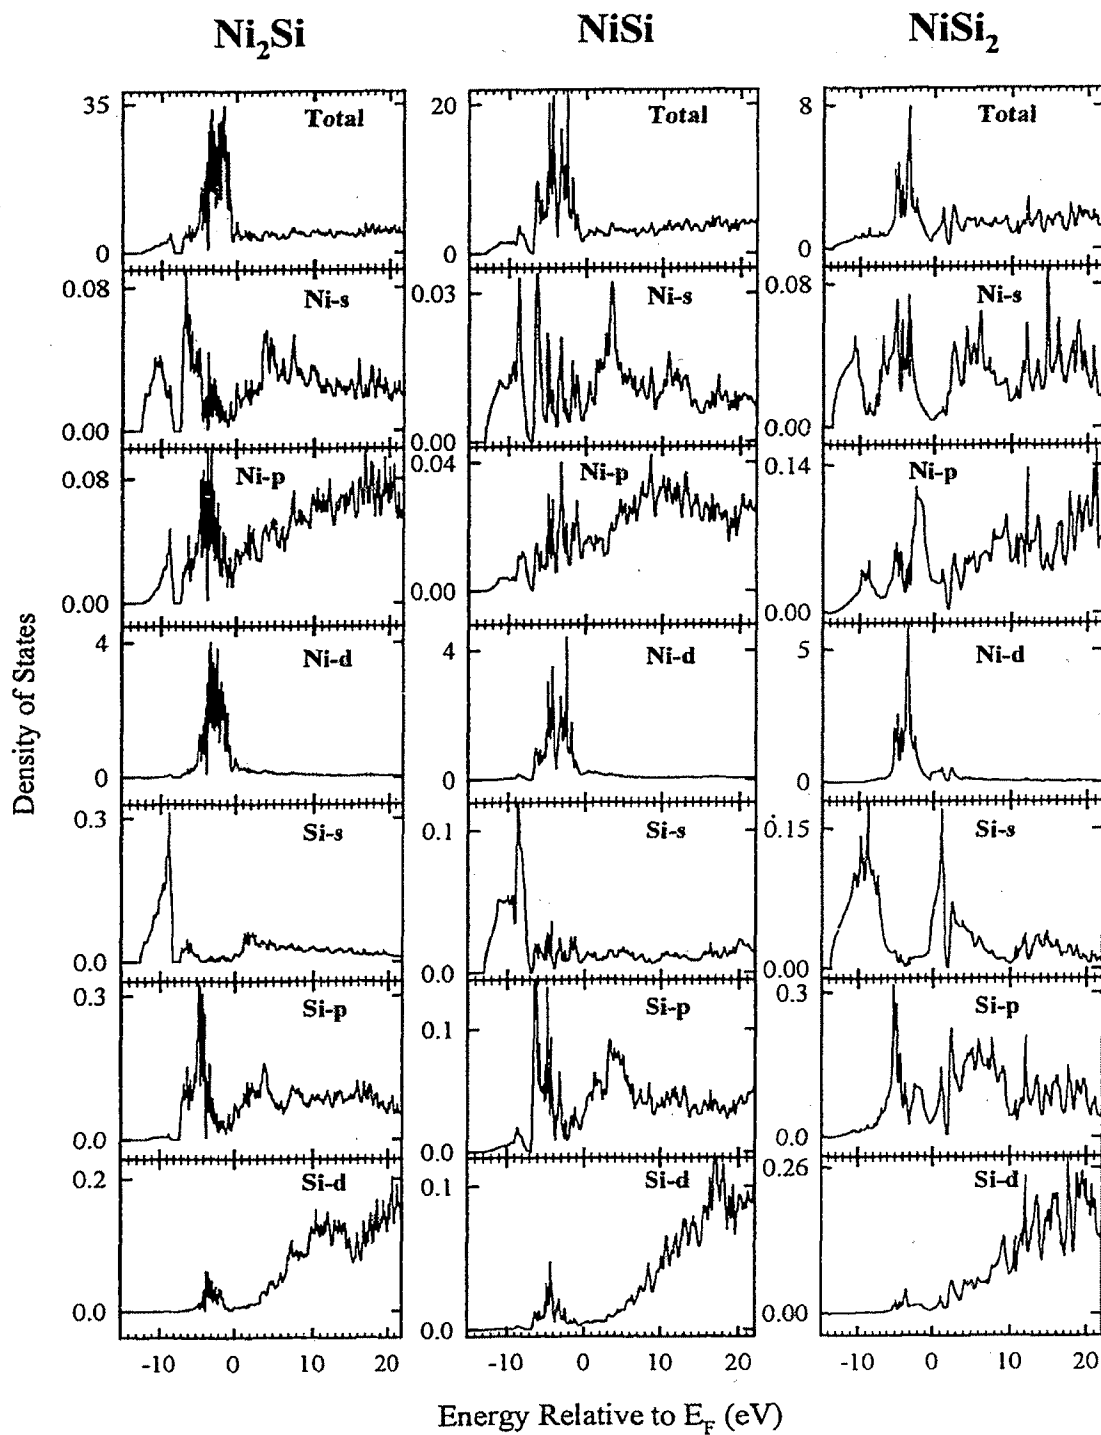 Ni2Si NiSi NiSi2
35 Total 20 Total 8 Total
0 0 0
0.08 Ni-s 0.03 Ni-s 0.08 Ni-s
0.00 0.00 0.00
0.08 Ni-p 0.04 Ni-p 0.14 Ni-p
0.00 0.00 0.00
4 Ni-d 4 Ni-d 5 Ni-d
0 0 0
0.3 Si-s 0.1 Si-s 0.15 Si-s
0.0 0.0 0.00
0.3 Si-p 0.1 Si-p 0.3 Si-p
0.0 0.0 0.0
0.2 Si-d 0.1 Si-d 0.26 Si-d
0.0 0.0 0.00
-10 0 10 20 -10 0 10 20 -10 0 10 20
Density of States
Energy Relative to EF (eV)